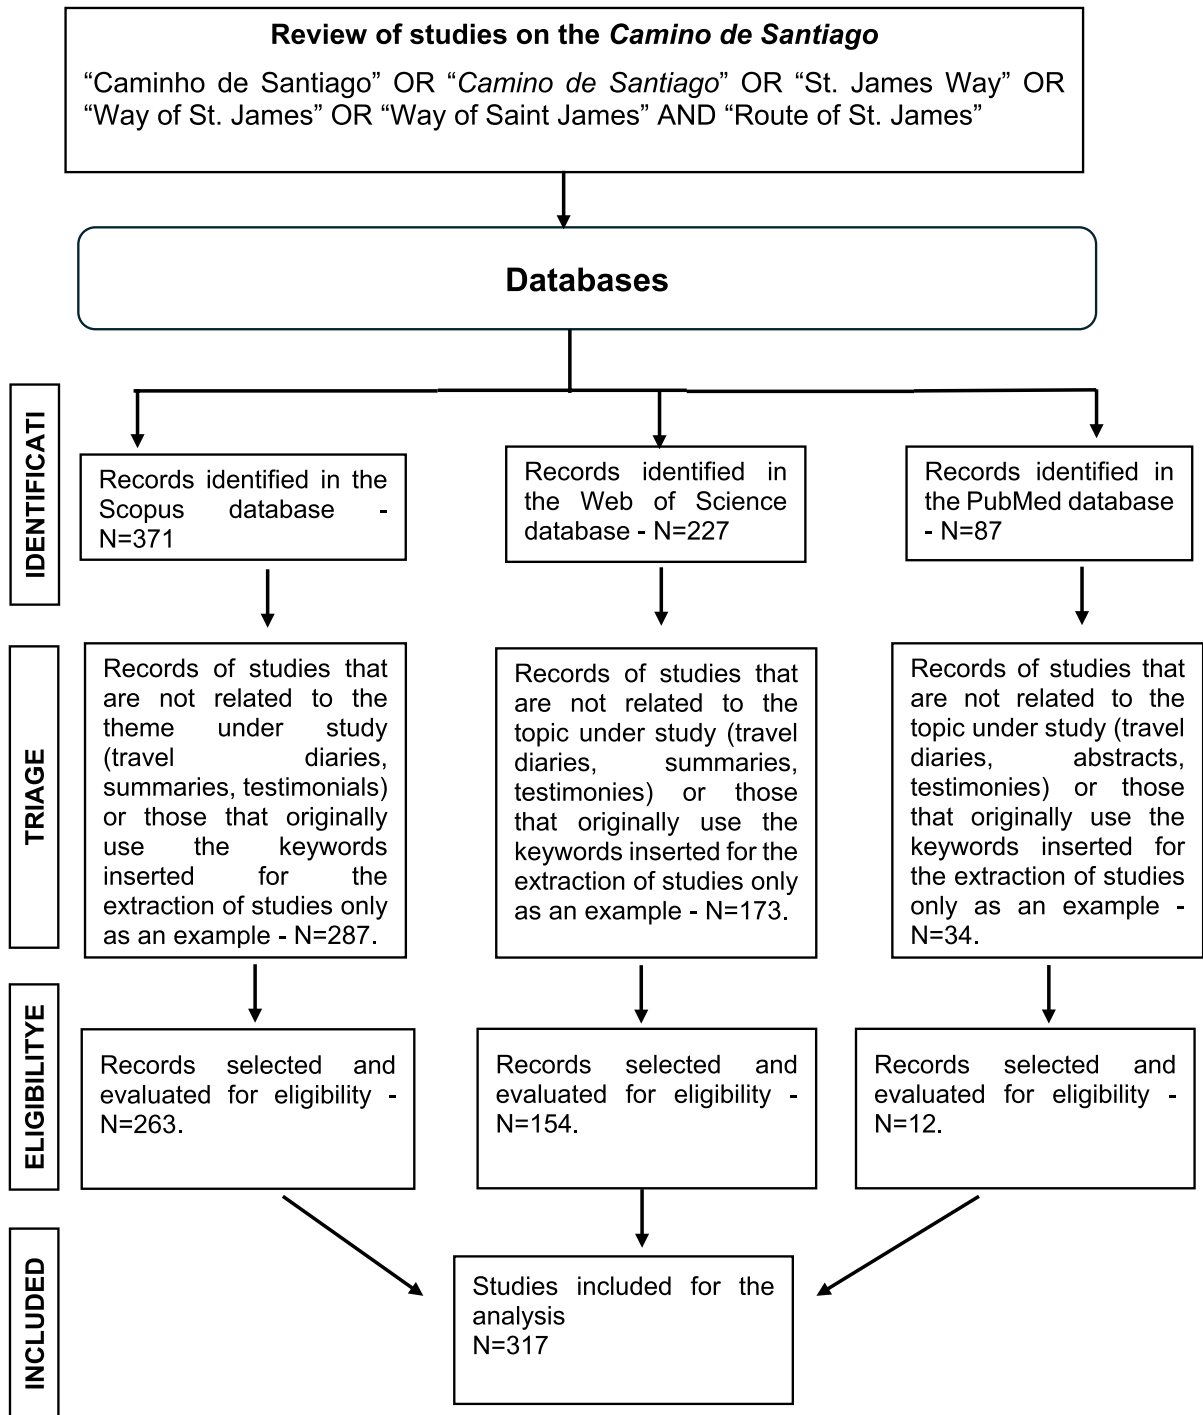 Review of studies on the Camino de Santiago
“Caminho de Santiago” OR “Camino de Santiago” OR “St. James Way” OR
“Way of St. James” OR “Way of Saint James” AND “Route of St. James”
Databases
IDENTIFICATI
Records identified in the
Scopus database -
N=371
Records identified in
the Web of Science
database - N=227
Records identified in
the PubMed database
- N=87
TRIAGE
Records of studies that
are not related to the
theme under study
(travel diaries,
summaries, testimonials)
or those that originally
use the keywords
inserted for the
extraction of studies only
as an example - N=287.
Records of studies that
are not related to the
topic under study (travel
diaries, summaries,
testimonies) or those
that originally use the
keywords inserted for the
extraction of studies only
as an example - N=173.
Records of studies that
are not related to the
topic under study (travel
diaries, abstracts,
testimonies) or those
that originally use the
keywords inserted for
the extraction of studies
only as an example -
N=34.
ELIGIBILITYE
Records selected and
evaluated for eligibility -
N=263.
Records selected and
evaluated for eligibility -
N=154.
Records selected and
evaluated for eligibility -
N=12.
INCLUDED
Studies included for the
analysis
N=317